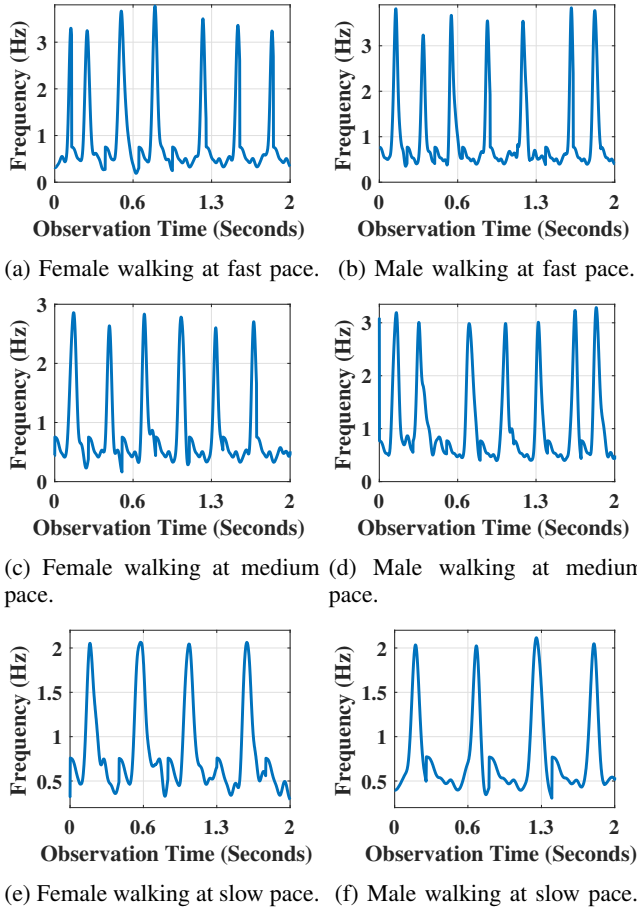 3
2
1
0
Frequency (Hz)
0 0.6 1.3 2
Observation Time (Seconds)
(a) Female walking at fast pace.
3
2
1
0
Frequency (Hz)
0 0.6 1.3 2
Observation Time (Seconds)
(b) Male walking at fast pace.
3
2
1
0
Frequency (Hz)
0 0.6 1.3 2
Observation Time (Seconds)
(c) Female walking at medium
pace.
3
2
1
0
Frequency (Hz)
0 0.6 1.3 2
Observation Time (Seconds)
(d) Male walking at medium
pace.
2
1.5
1
0.5
Frequency (Hz)
0 0.6 1.3 2
Observation Time (Seconds)
(e) Female walking at slow pace.
2
1.5
1
0.5
Frequency (Hz)
0 0.6 1.3 2
Observation Time (Seconds)
(f) Male walking at slow pace.